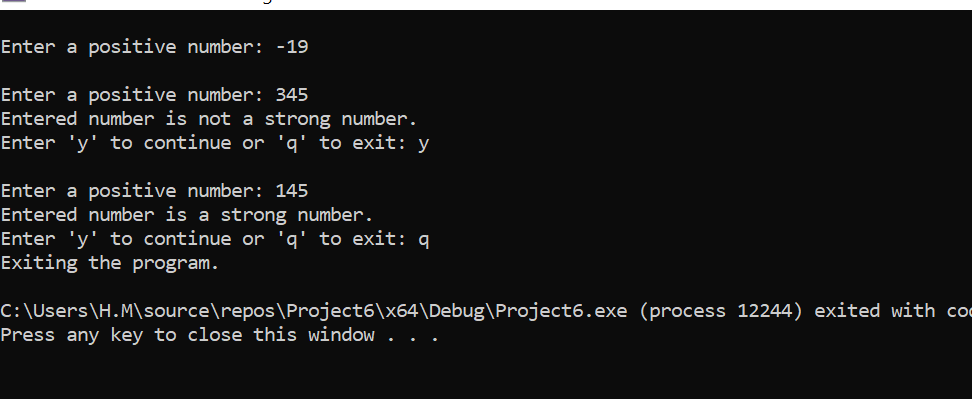 Enter a positive number: -19
Enter a positive number: 345
Entered number is not a strong number.
Enter 'y' to continue or 'q' to exit: y
Enter a positive number: 145
Entered number is a strong number.
Enter 'y' to continue or 'q' to exit: q
Exiting the program.
C:\Users\H.M\source\repos\Project6\x64\Debug\Project6.exe (process 12244) exited with
Press any key to close this window . . .